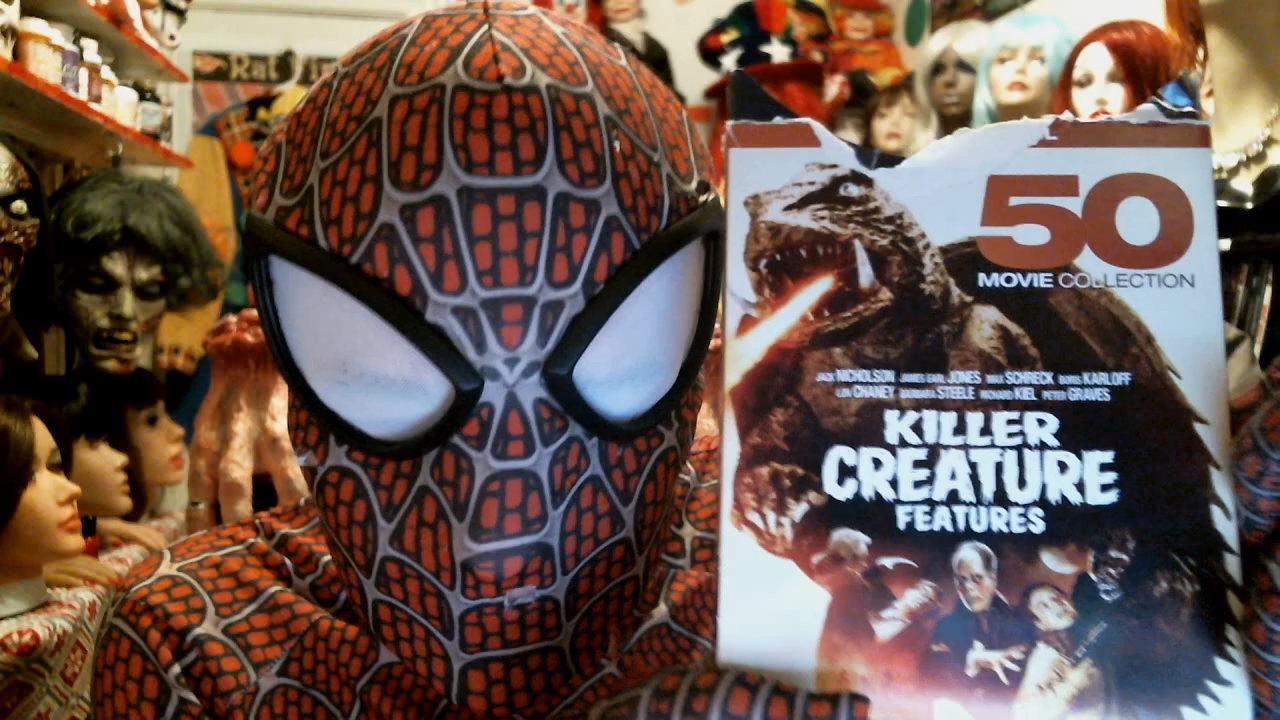 Rat
50
MOVIE COLLECTION
JACK NICHOLSON JAMES EARL JONES MAX SCHRECK BORIS KARLOFF
LON CHANEY BARBARA STEELE RICHARD KIEL PETER GRAVES
KILLER
CREATURE
FEATURES